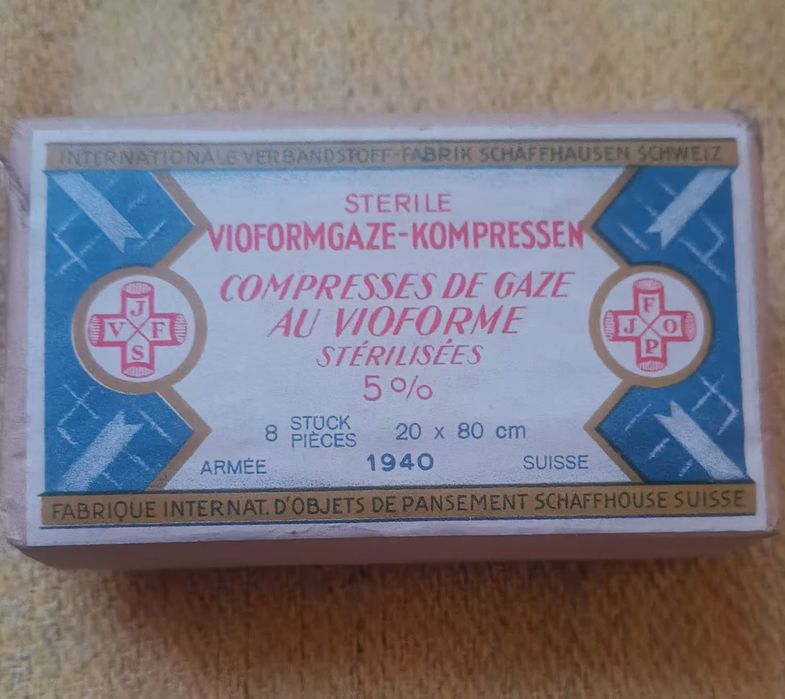 INTERNATIONALE VERBANDSTOFF-FABRIK SCHAFFHAUSEN SCHWEIZ
STERILE
VIOFORMGAZE-KOMPRESSEN
COMPRESSES DE GAZE
AU VIOFORME
STÉRILISÉES
5%
J
V F
S
F
J O
P
8 STÜCK PIÈCES 20 x 80 cm
ARMÉE 1940 SUISSE
FABRIQUE INTERNAT. D'OBJETS DE PANSEMENT SCHAFFHOUSE SUISSE